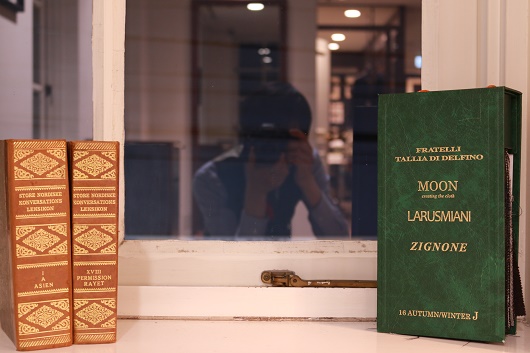 STORE NORDISKE
KONVERSATIONS
LEKSIKON
I
A
ASIEN
STORE NORDISKE
KONVERSATIONS
LEKSIKON
XVIII
PERMISSION
RAVET
FRATELLI
TALLIA DI DELFINO
MOON
creating the cloth
LARUSMIANI
ZIGNONE
16 AUTUMN/WINTER J